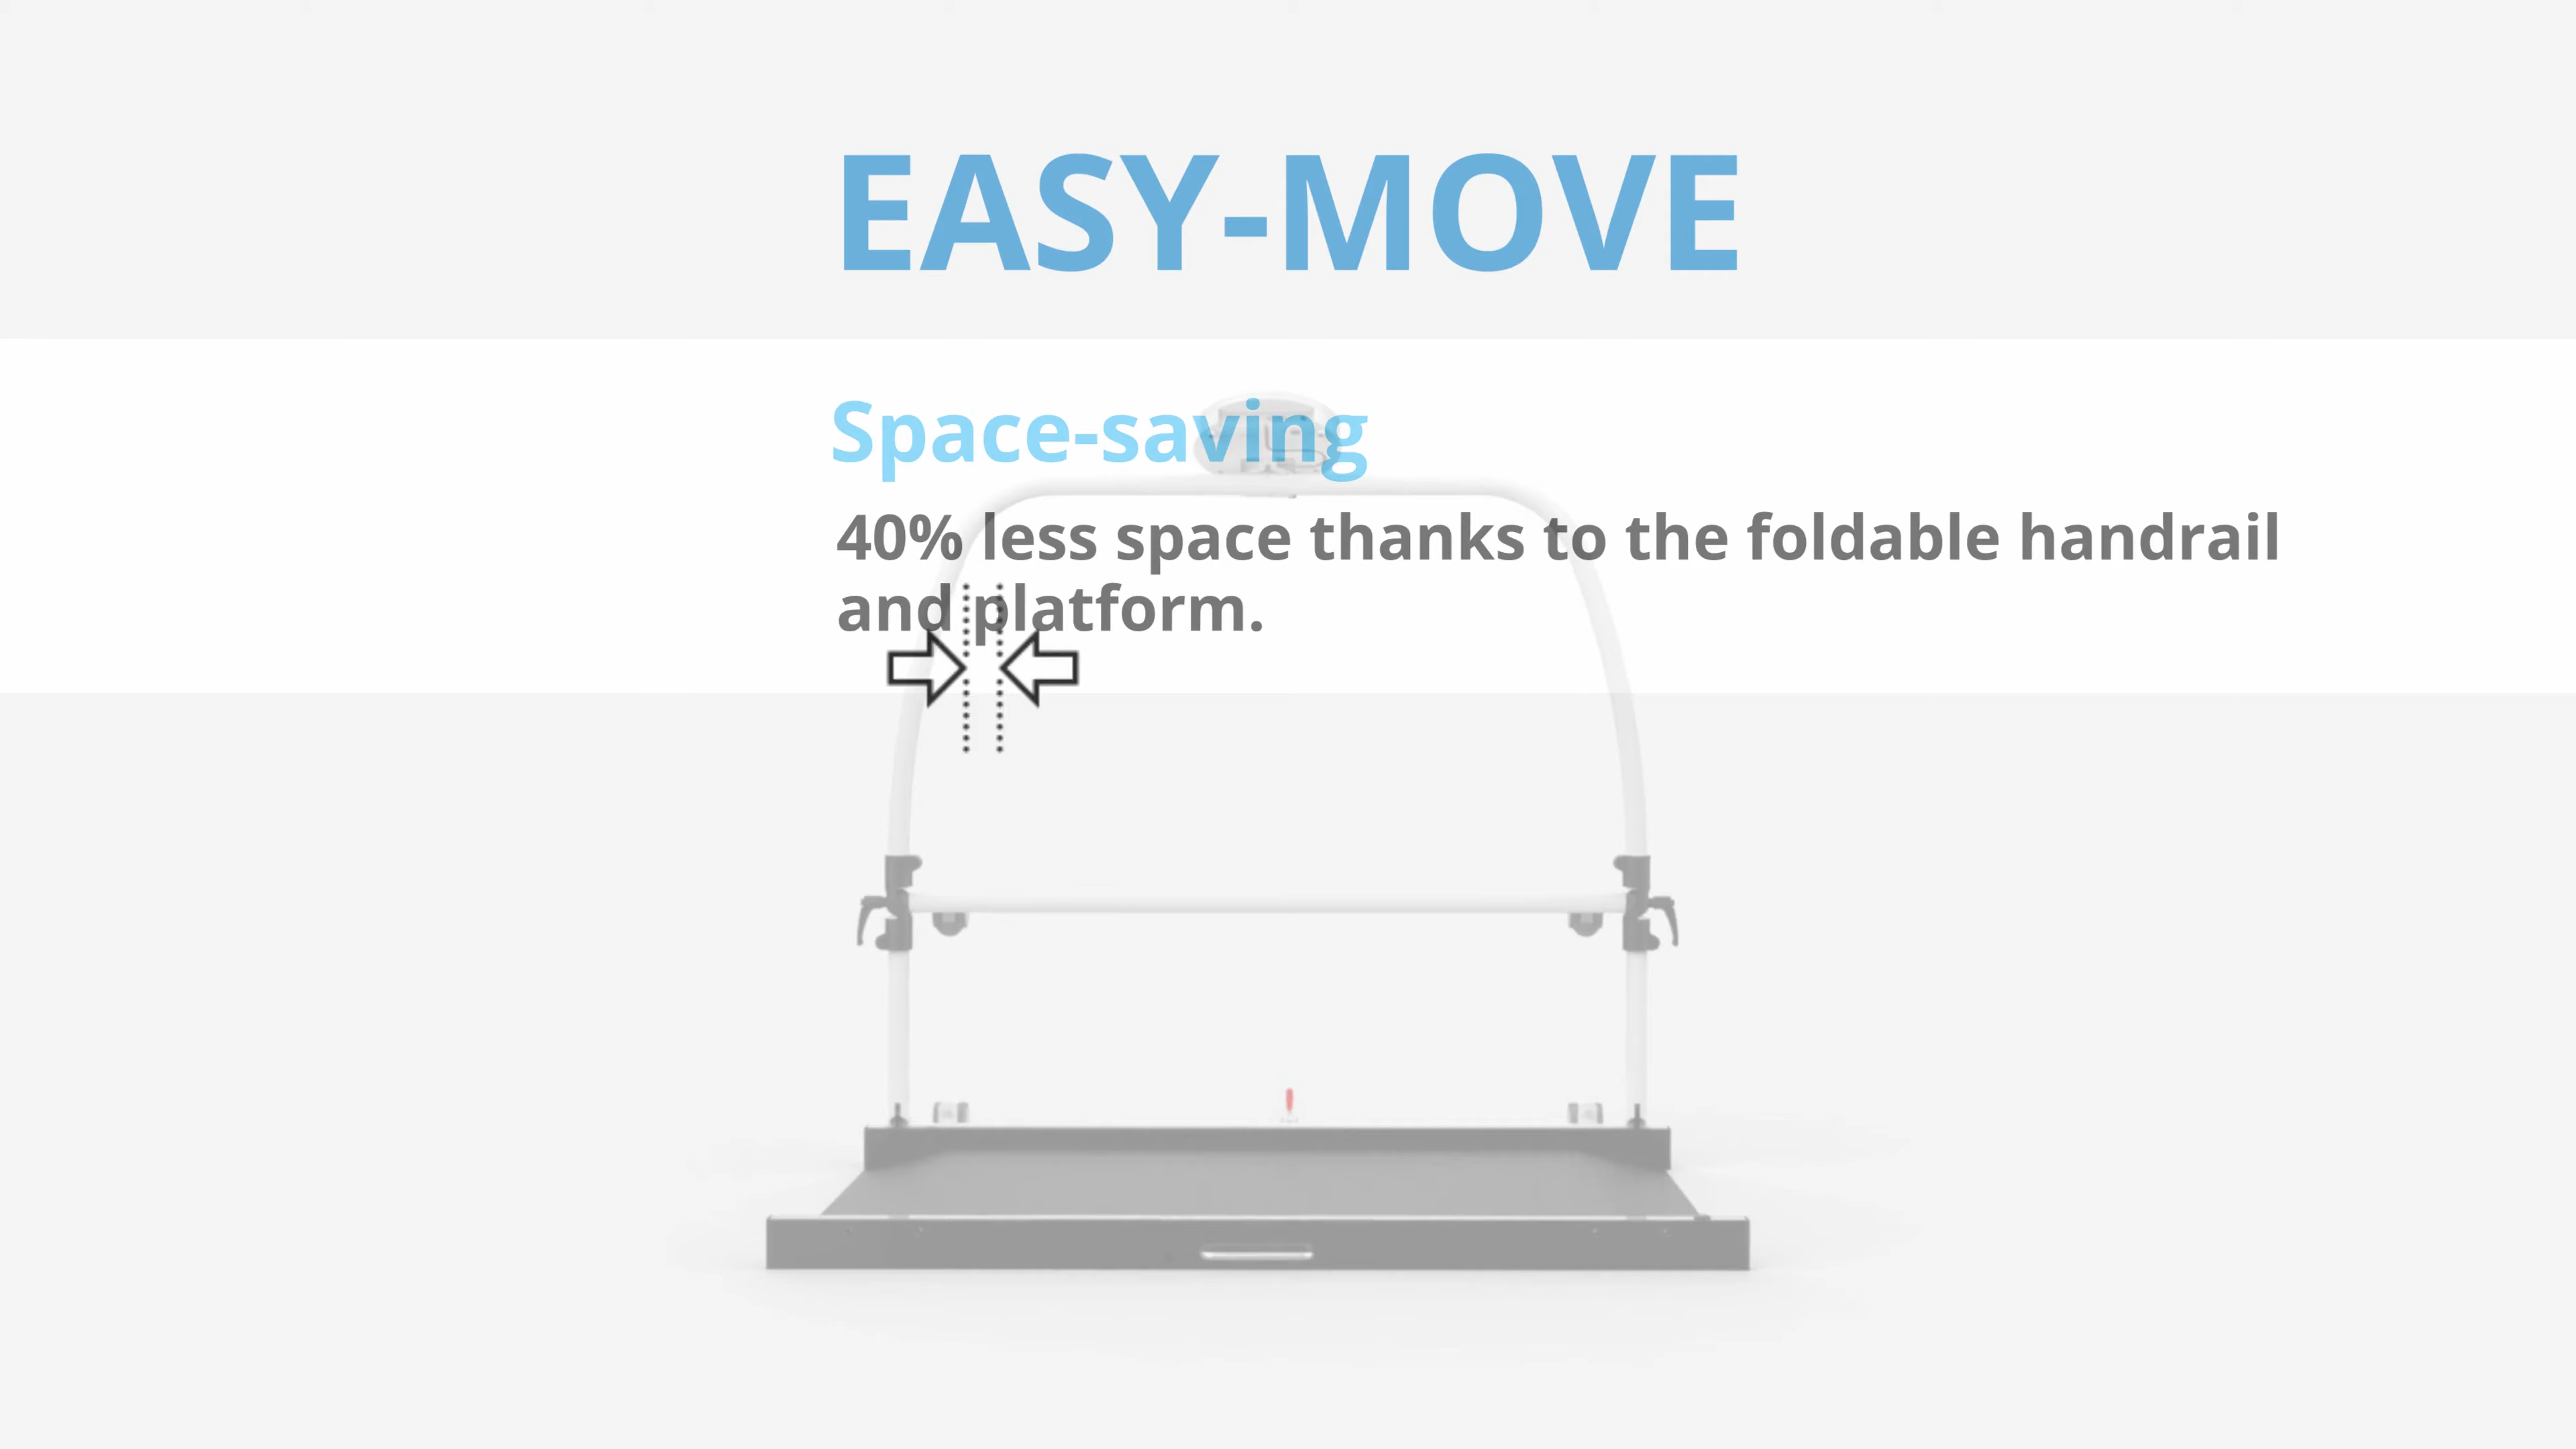 EASY-MOVE
Space-saving
40% less space thanks to the foldable handrail
and platform.